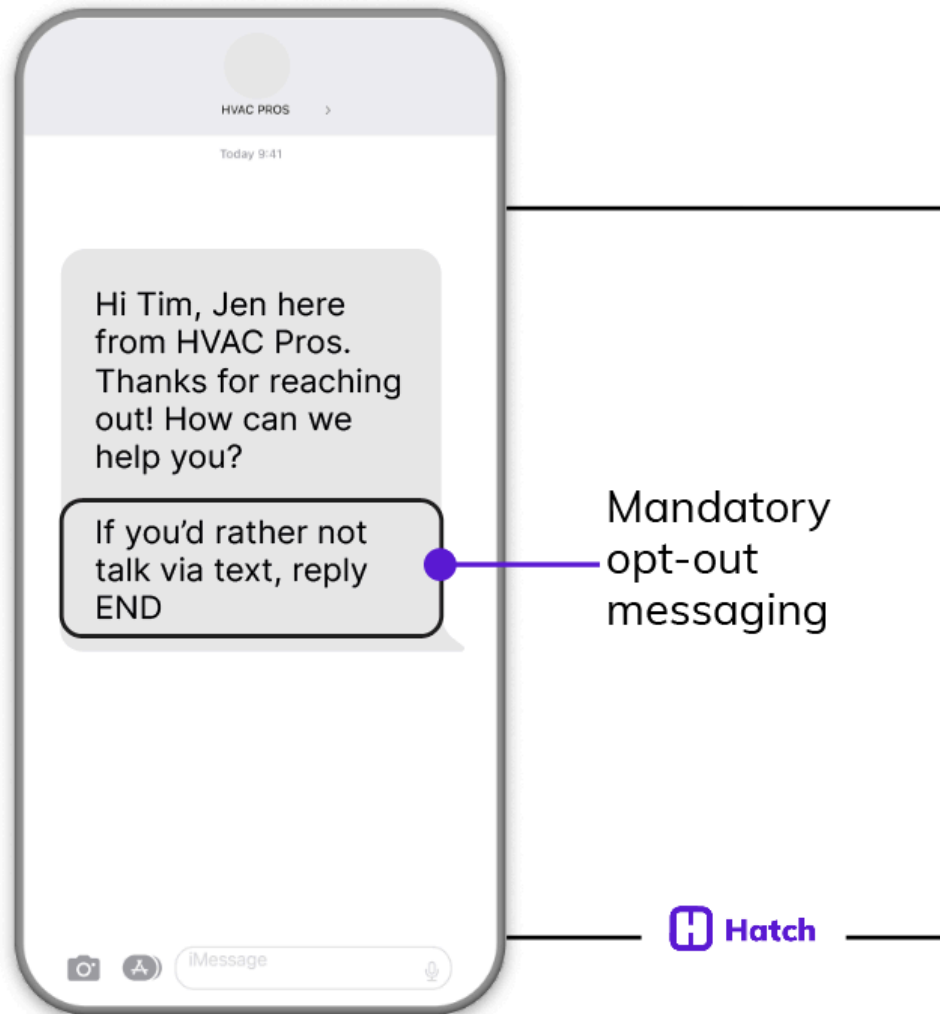 HVAC PROS >
Today 9:41
Hi Tim, Jen here
from HVAC Pros.
Thanks for reaching
out! How can we
help you?
If you'd rather not
talk via text, reply
END
Mandatory
opt-out
messaging
Hatch
iMessage